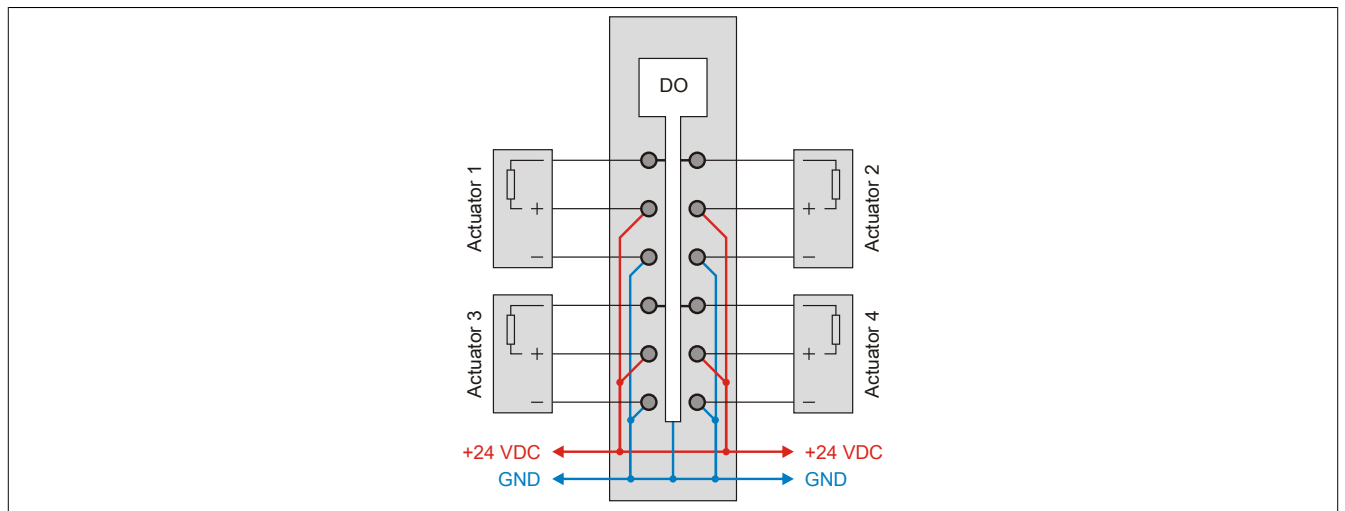 DO
Actuator 1
+
−
Actuator 2
+
−
Actuator 3
+
−
Actuator 4
+
−
+24 VDC
+24 VDC
GND
GND